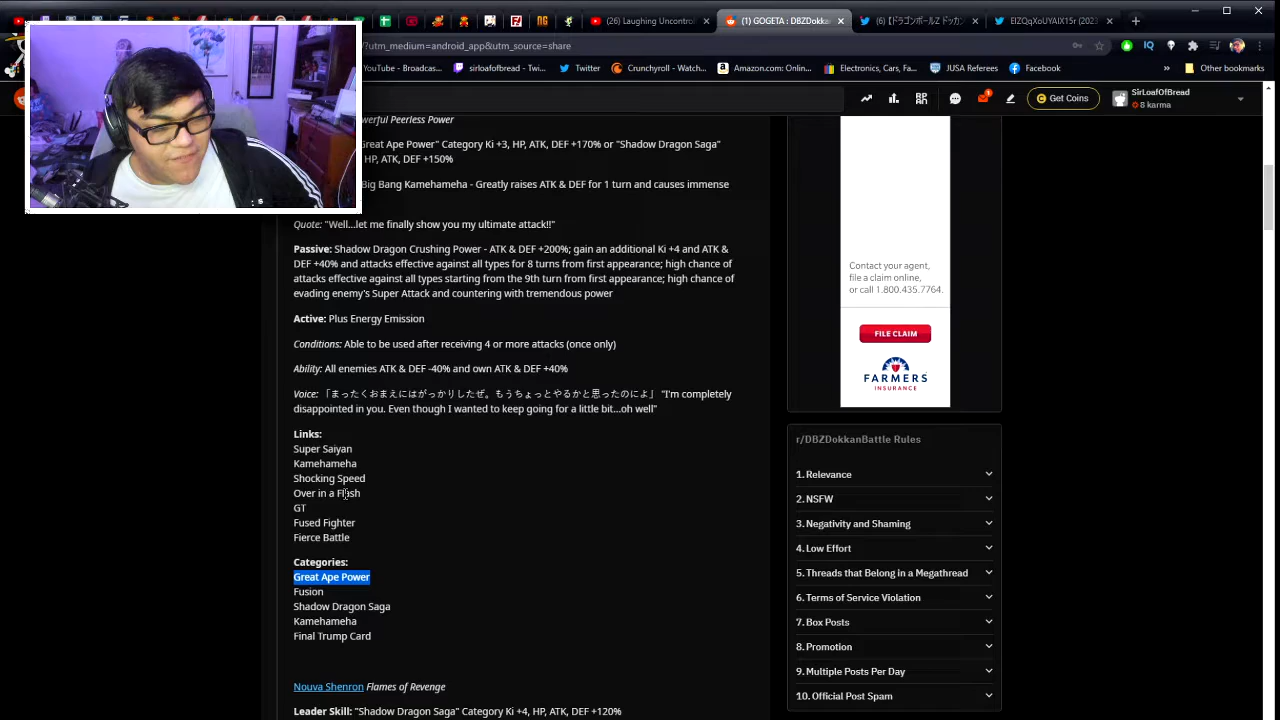 (26) Laughing Uncontrol
(1) GOGETA : DBZDokkan
(6)【ドラゴンボールZ ドッカン
EIZQqXoUYAIX15r (2023
?utm_medium=android_app&utm_source=share
YouTube - Broadcas...
sirloafofbread - Twi...
Twitter
Crunchyroll - Watch...
Amazon.com: Onlin...
Electronics, Cars, Fa...
JUSA Referees
Facebook
Other bookmarks
Get Coins
SirLoafOfBread
8 karma
werful Peerless Power
Great Ape Power" Category Ki +3, HP, ATK, DEF +170% or "Shadow Dragon Saga"
HP, ATK, DEF +150%
Big Bang Kamehameha - Greatly raises ATK & DEF for 1 turn and causes immense
Quote: "Well...let me finally show you my ultimate attack!!"
Passive: Shadow Dragon Crushing Power - ATK & DEF +200%; gain an additional Ki +4 and ATK &
DEF +40% and attacks effective against all types for 8 turns from first appearance; high chance of
attacks effective against all types starting from the 9th turn from first appearance; high chance of
evading enemy's Super Attack and countering with tremendous power
Active: Plus Energy Emission
Conditions: Able to be used after receiving 4 or more attacks (once only)
Ability: All enemies ATK & DEF -40% and own ATK & DEF +40%
Voice: 「まったくおまえにはがっかりしたぜ。もうちょっとやるかと思ったのによ」 "I'm completely
disappointed in you. Even though I wanted to keep going for a little bit...oh well"
Links:
Super Saiyan
Kamehameha
Shocking Speed
Over in a Flash
GT
Fused Fighter
Fierce Battle
Categories:
Great Ape Power
Fusion
Shadow Dragon Saga
Kamehameha
Final Trump Card
Nouva Shenron Flames of Revenge
Leader Skill: "Shadow Dragon Saga" Category Ki +4, HP, ATK, DEF +120%
Contact your agent,
file a claim online,
or call 1.800.435.7764.
FILE CLAIM
FARMERS
INSURANCE
r/DBZDokkanBattle Rules
1. Relevance
2. NSFW
3. Negativity and Shaming
4. Low Effort
5. Threads that Belong in a Megathread
6. Terms of Service Violation
7. Box Posts
8. Promotion
9. Multiple Posts Per Day
10. Official Post Spam